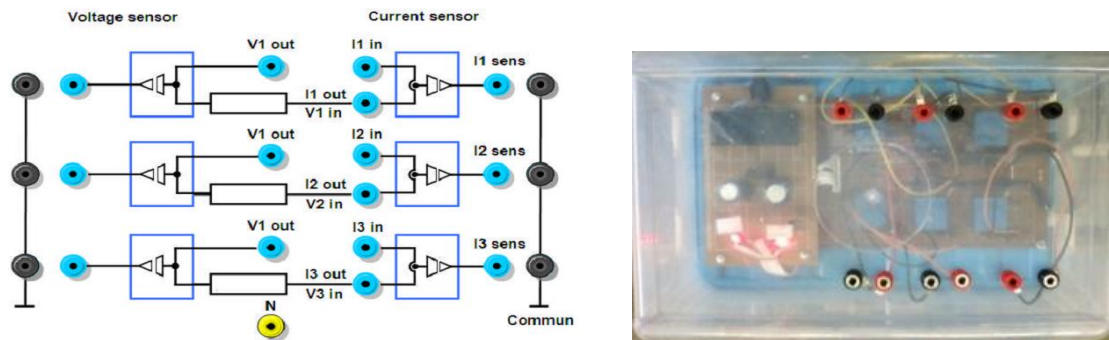 Voltage sensor Current sensor
V1 out I1 in
I1 sens
I1 out
V1 in
V1 out I2 in
I2 sens
I2 out
V2 in
V1 out I3 in
I3 sens
I3 out
V3 in
N
Commun